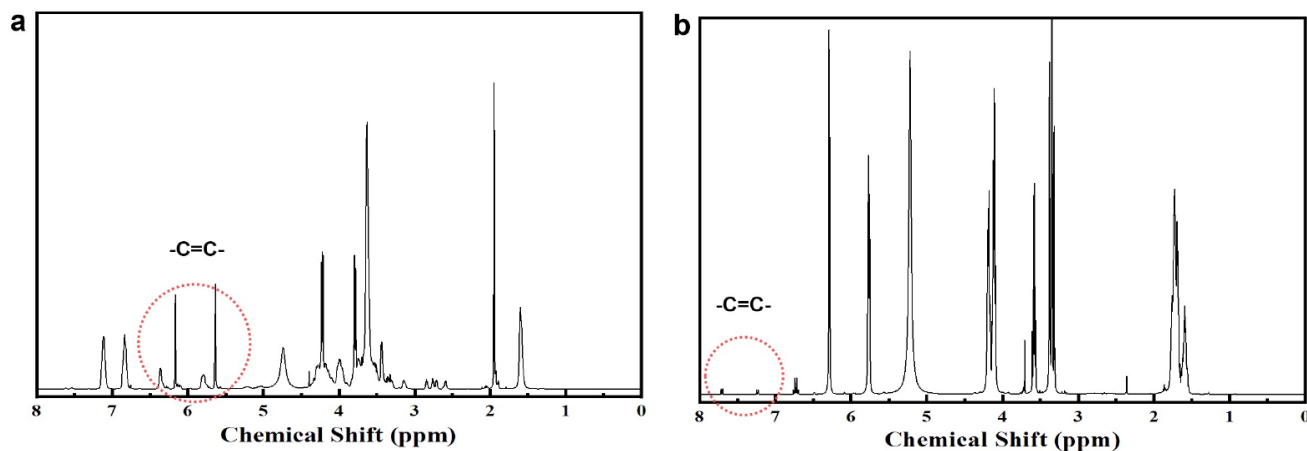 a
-C=C-
8 7 6 5 4 3 2 1 0
Chemical Shift (ppm)
b
-C=C-
8 7 6 5 4 3 2 1 0
Chemical Shift (ppm)